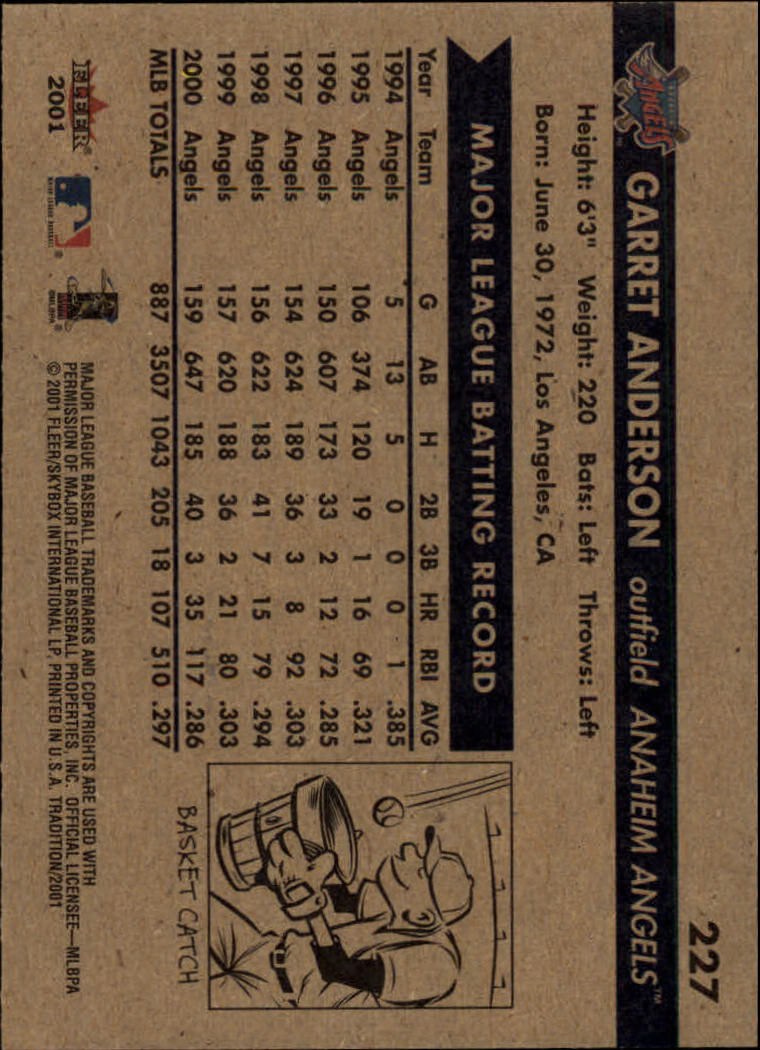 227
ANGELS
GARRET ANDERSON outfield ANAHEIM ANGELS™
Height: 6'3" Weight: 220 Bats: Left Throws: Left
Born: June 30, 1972, Los Angeles, CA
MAJOR LEAGUE BATTING RECORD
Year Team G AB H 2B 3B HR RBI AVG
1994 Angels 5 13 5 0 0 0 1 .385
1995 Angels 106 374 120 19 1 16 69 .321
1996 Angels 150 607 173 33 2 12 72 .285
1997 Angels 154 624 189 36 3 8 92 .303
1998 Angels 156 622 183 41 7 15 79 .294
1999 Angels 157 620 188 36 2 21 80 .303
2000 Angels 159 647 185 40 3 35 117 .286
MLB TOTALS 887 3507 1043 205 18 107 510 .297
BASKET CATCH
FLEER®
2001
MAJOR LEAGUE BASEBALL®
©MLBPA®
MAJOR LEAGUE BASEBALL TRADEMARKS AND COPYRIGHTS ARE USED WITH
PERMISSION OF MAJOR LEAGUE BASEBALL PROPERTIES, INC. OFFICIAL LICENSEE—MLBPA
© 2001 FLEER/SKYBOX INTERNATIONAL LP. PRINTED IN U.S.A. TRADITION/2001